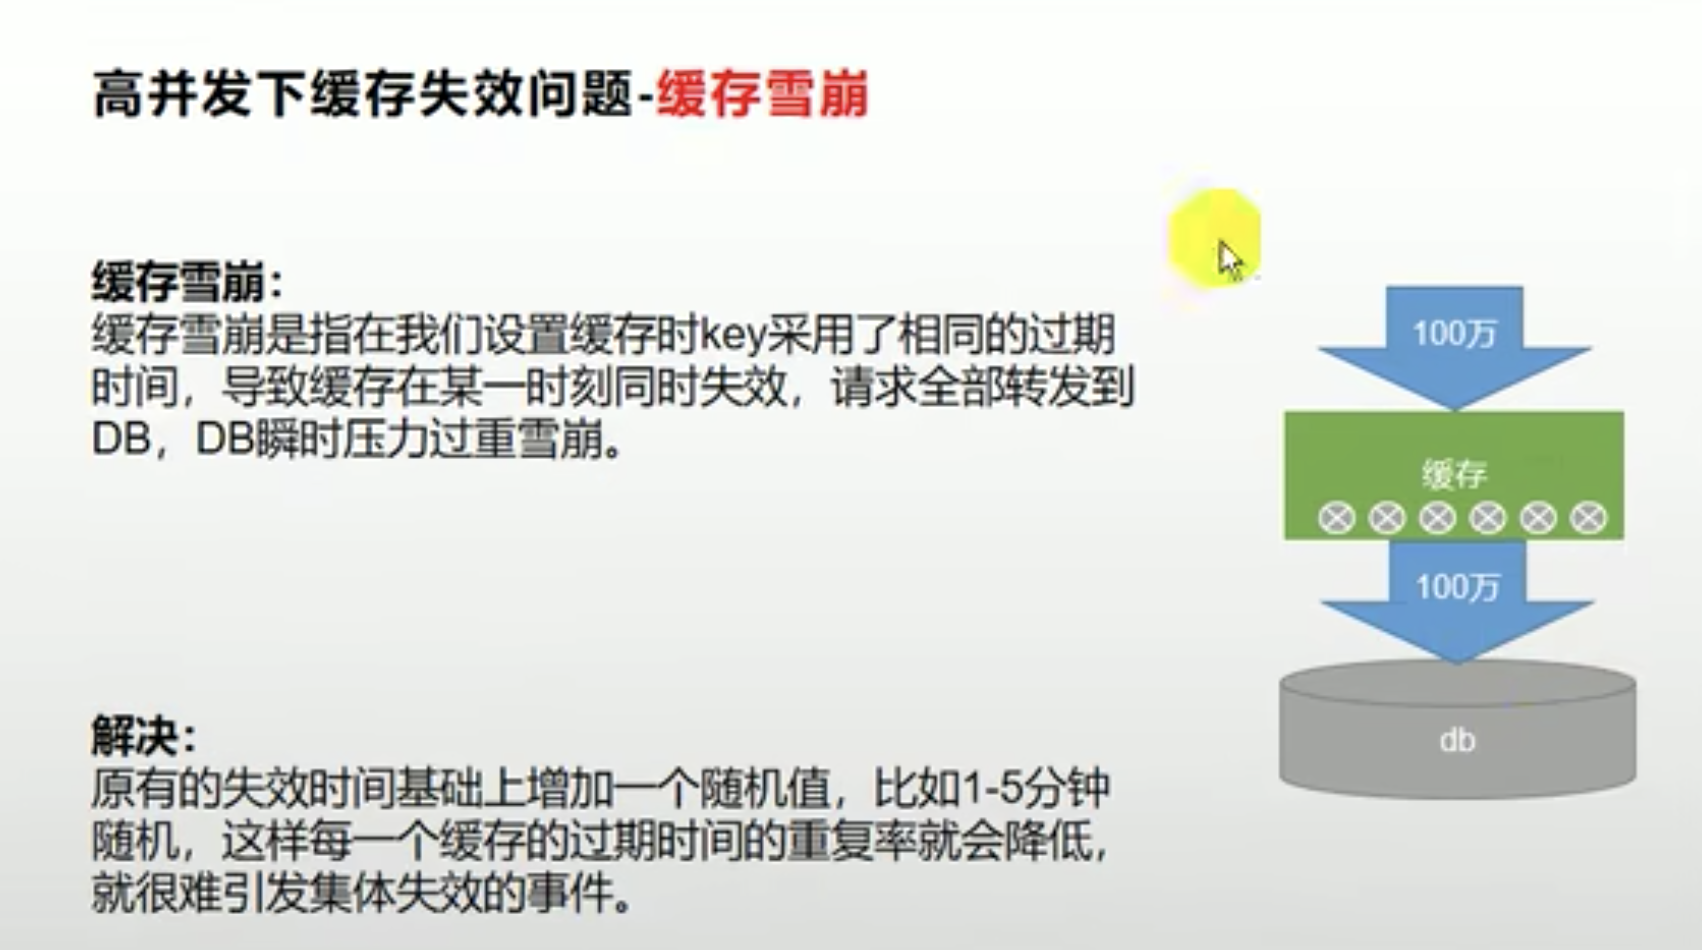 高并发下缓存失效问题-缓存雪崩
缓存雪崩：
缓存雪崩是指在我们设置缓存时key采用了相同的过期
时间，导致缓存在某一时刻同时失效，请求全部转发到
DB，DB瞬时压力过重雪崩。
解决：
原有的失效时间基础上增加一个随机值，比如1-5分钟
随机，这样每一个缓存的过期时间的重复率就会降低，
就很难引发集体失效的事件。
100万
缓存
100万
db